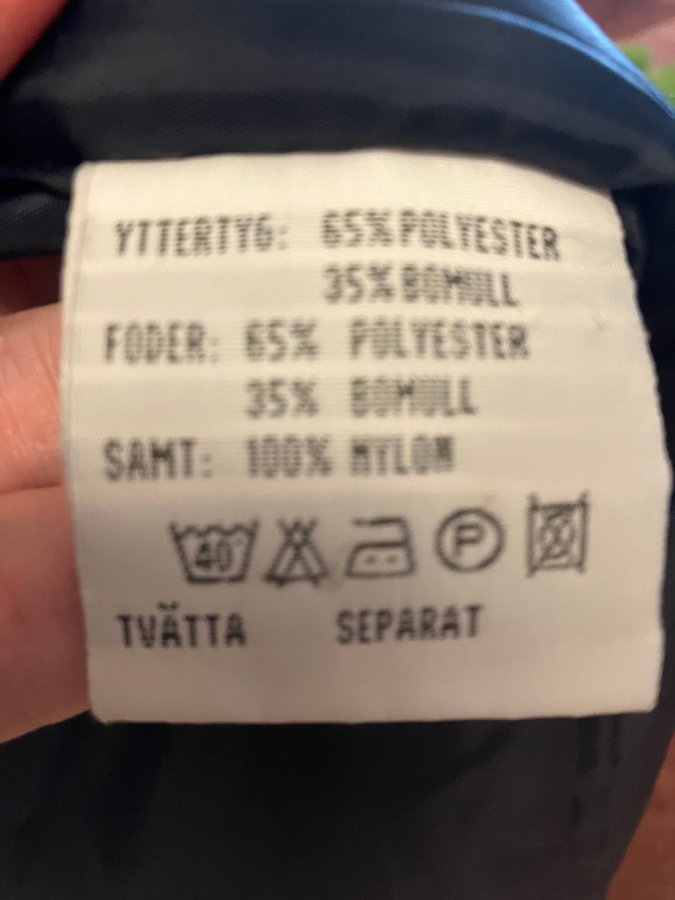 YTTERTYG: 65% POLYESTER
35% BOMULL
FODER: 65% POLYESTER
35% BOMULL
SAMT: 100% NYLON
40 P
TVÄTTA SEPARAT